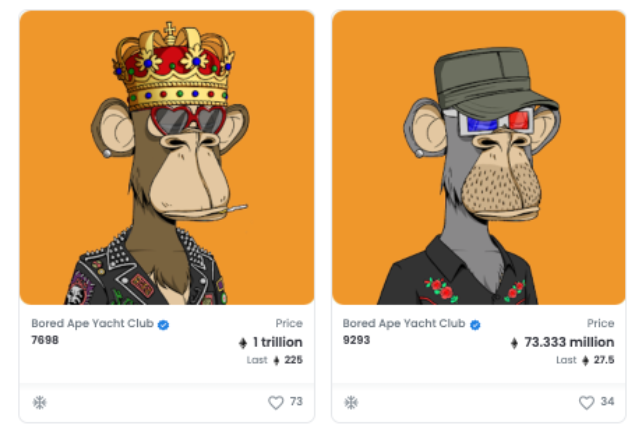 Bored Ape Yacht Club
Price
7698
1 trillion
Last 225
73
Bored Ape Yacht Club
Price
9293
73.333 million
Last 27.5
34